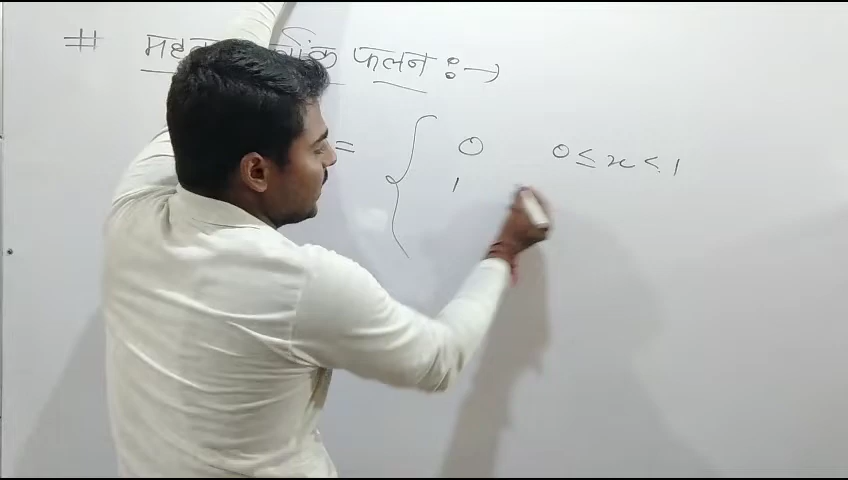 # फलन :→
= { 0 0 ≤ x < 1
1